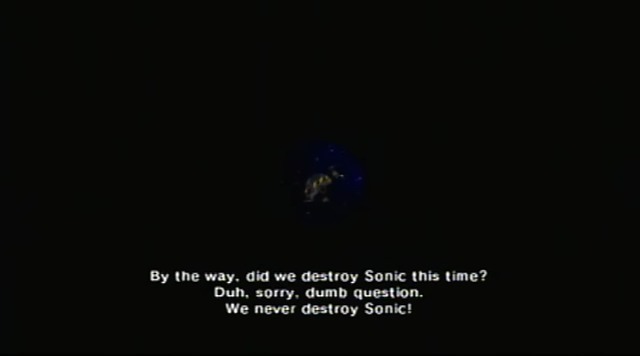 By the way, did we destroy Sonic this time?
Duh, sorry, dumb question.
We never destroy Sonic!